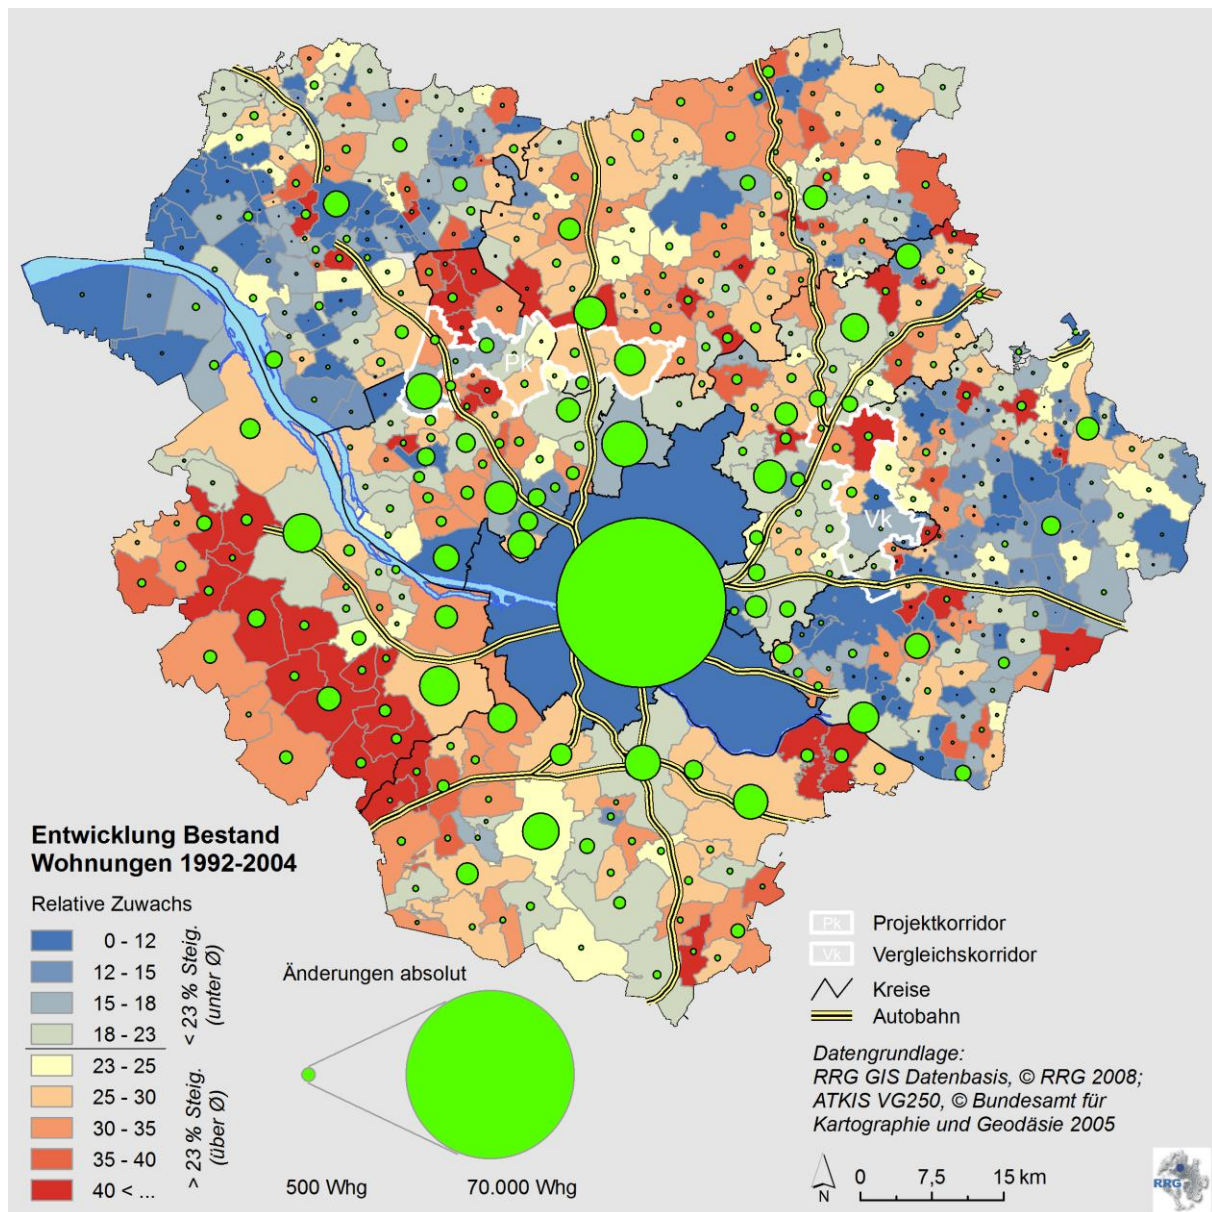 Pk
Vk
Entwicklung Bestand
Wohnungen 1992-2004
Relative Zuwachs
0 - 12
12 - 15
15 - 18
18 - 23
23 - 25
25 - 30
30 - 35
35 - 40
40 < ...
< 23 % Steig.
(unter Ø)
> 23 % Steig.
(über Ø)
Änderungen absolut
500 Whg
70.000 Whg
Pk Projektkorridor
Vk Vergleichskorridor
Kreise
Autobahn
Datengrundlage:
RRG GIS Datenbasis, © RRG 2008;
ATKIS VG250, © Bundesamt für
Kartographie und Geodäsie 2005
N
0 7,5 15 km
RRG